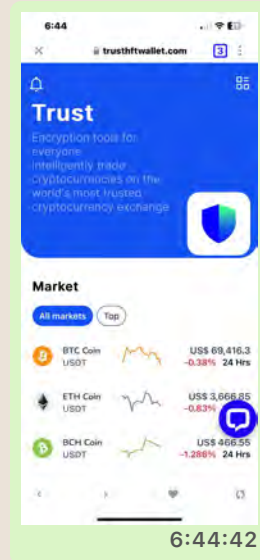 6:44
trusthftwallet.com
3
Trust
Encryption tools for
everyone
Intelligently trade
cryptocurrencies on the
world's most trusted
cryptocurrency exchange
Market
All markets
Top
BTC Coin
US$ 69,416.3
USDT
-0.38% 24 Hrs
ETH Coin
US$ 3,666.85
USDT
-0.83%
BCH Coin
US$ 466.55
USDT
-1.286% 24 Hrs
6:44:42